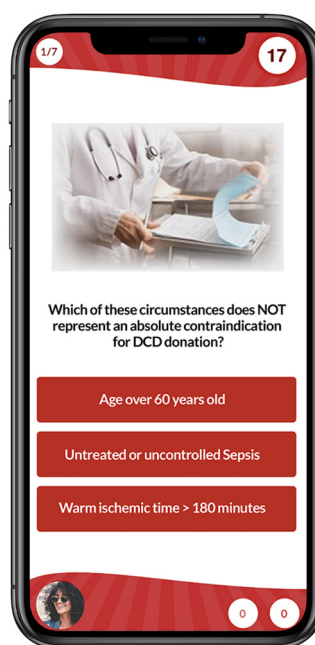 1/7
17
Which of these circumstances does NOT
represent an absolute contraindication
for DCD donation?
Age over 60 years old
Untreated or uncontrolled Sepsis
Warm ischemic time > 180 minutes
0
0